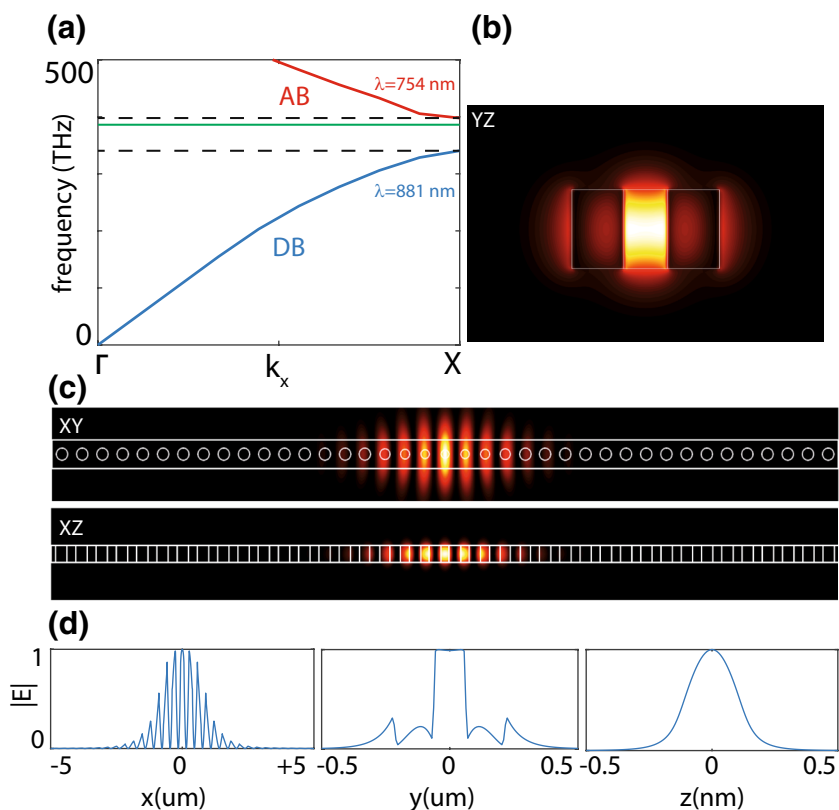 (a)
500
λ=754 nm
AB
frequency (THz)
λ=881 nm
DB
0
Γ
k_x
X
(b)
YZ
(c)
XY
XZ
(d)
1
|E|
0
-5 0 +5
x(um)
-0.5 0 0.5
y(um)
-0.5 0 0.5
z(nm)